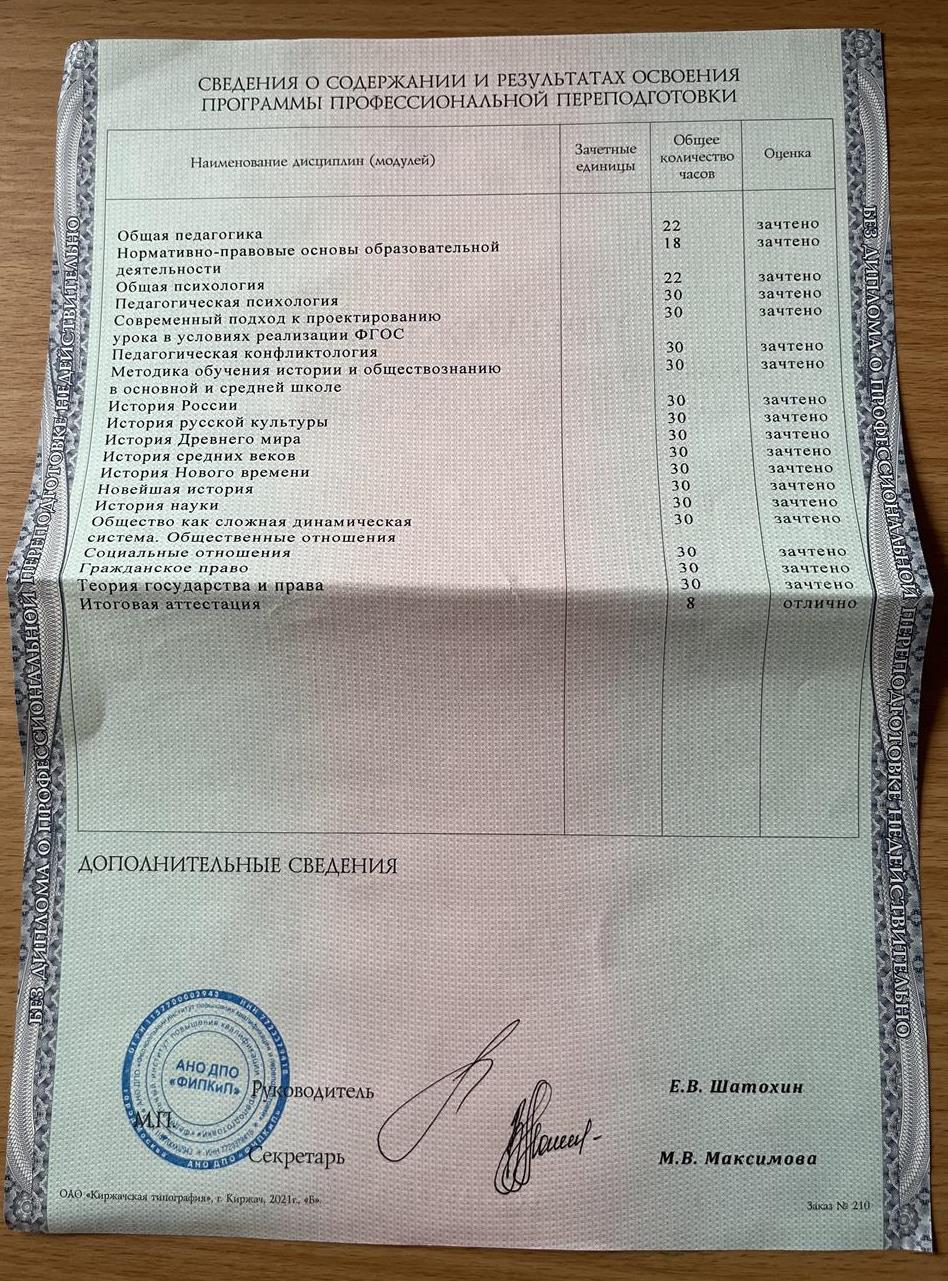 СВЕДЕНИЯ О СОДЕРЖАНИИ И РЕЗУЛЬТАТАХ ОСВОЕНИЯ
ПРОГРАММЫ ПРОФЕССИОНАЛЬНОЙ ПЕРЕПОДГОТОВКИ
Наименование дисциплин (модулей)
Зачетные единицы
Общее количество часов
Оценка
Общая педагогика 22 зачтено
Нормативно-правовые основы образовательной 18 зачтено
деятельности
Общая психология 22 зачтено
Педагогическая психология 30 зачтено
Современный подход к проектированию 30 зачтено
урока в условиях реализации ФГОС
Педагогическая конфликтология 30 зачтено
Методика обучения истории и обществознанию 30 зачтено
в основной и средней школе
История России 30 зачтено
История русской культуры 30 зачтено
История Древнего мира 30 зачтено
История средних веков 30 зачтено
История Нового времени 30 зачтено
Новейшая история 30 зачтено
История науки 30 зачтено
Общество как сложная динамическая 30 зачтено
система. Общественные отношения
Социальные отношения 30 зачтено
Гражданское право 30 зачтено
Теория государства и права 30 зачтено
Итоговая аттестация 8 отлично
ДОПОЛНИТЕЛЬНЫЕ СВЕДЕНИЯ
АНО ДПО
«ФИПКиП»
М.П.
Руководитель Е.В. Шатохин
Секретарь М.В. Максимова
ОАО «Киржачская типография», г. Киржач, 2021г., «Б». Заказ № 210
БЕЗ ДИПЛОМА О ПРОФЕССИОНАЛЬНОЙ ПЕРЕПОДГОТОВКЕ НЕДЕЙСТВИТЕЛЬНО
БЕЗ ДИПЛОМА О ПРОФЕССИОНАЛЬНОЙ ПЕРЕПОДГОТОВКЕ НЕДЕЙСТВИТЕЛЬНО